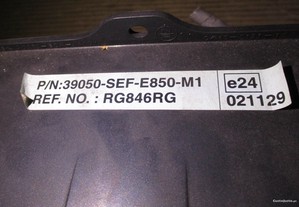 P/N:39050-SEF-E850-M1
REF. NO. : RG846RG
e24
021129